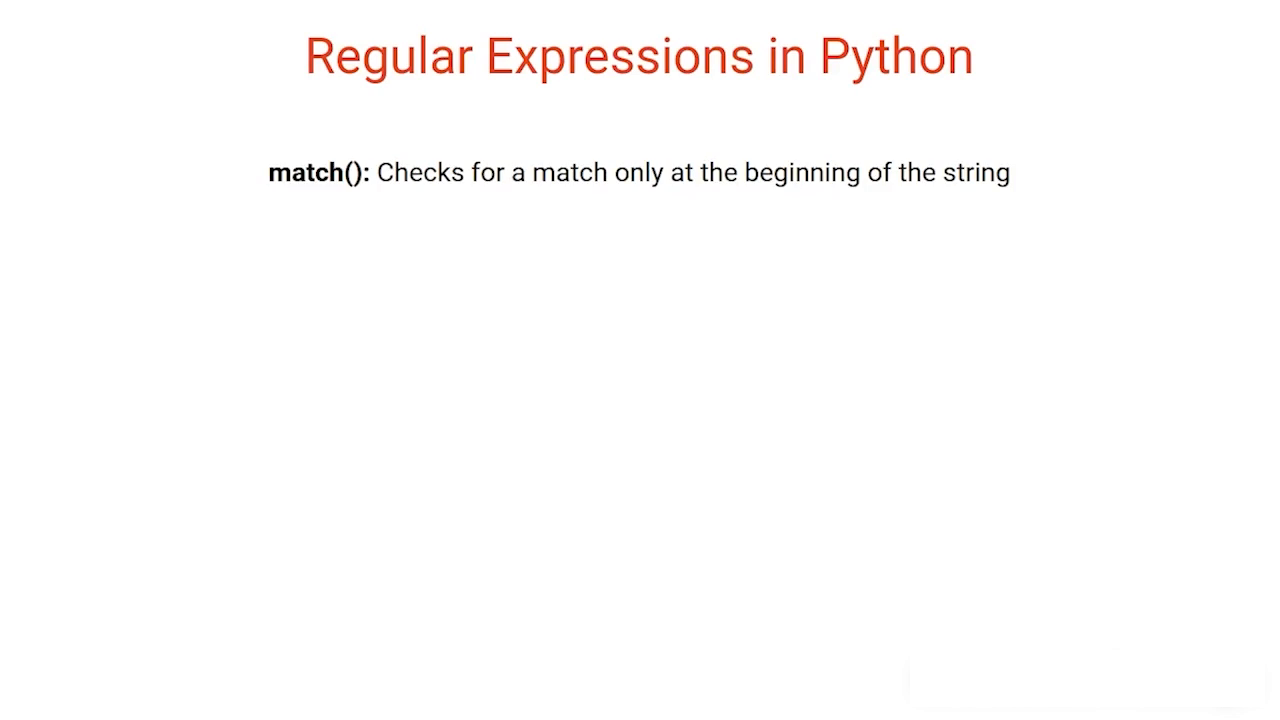 Regular Expressions in Python
match(): Checks for a match only at the beginning of the string